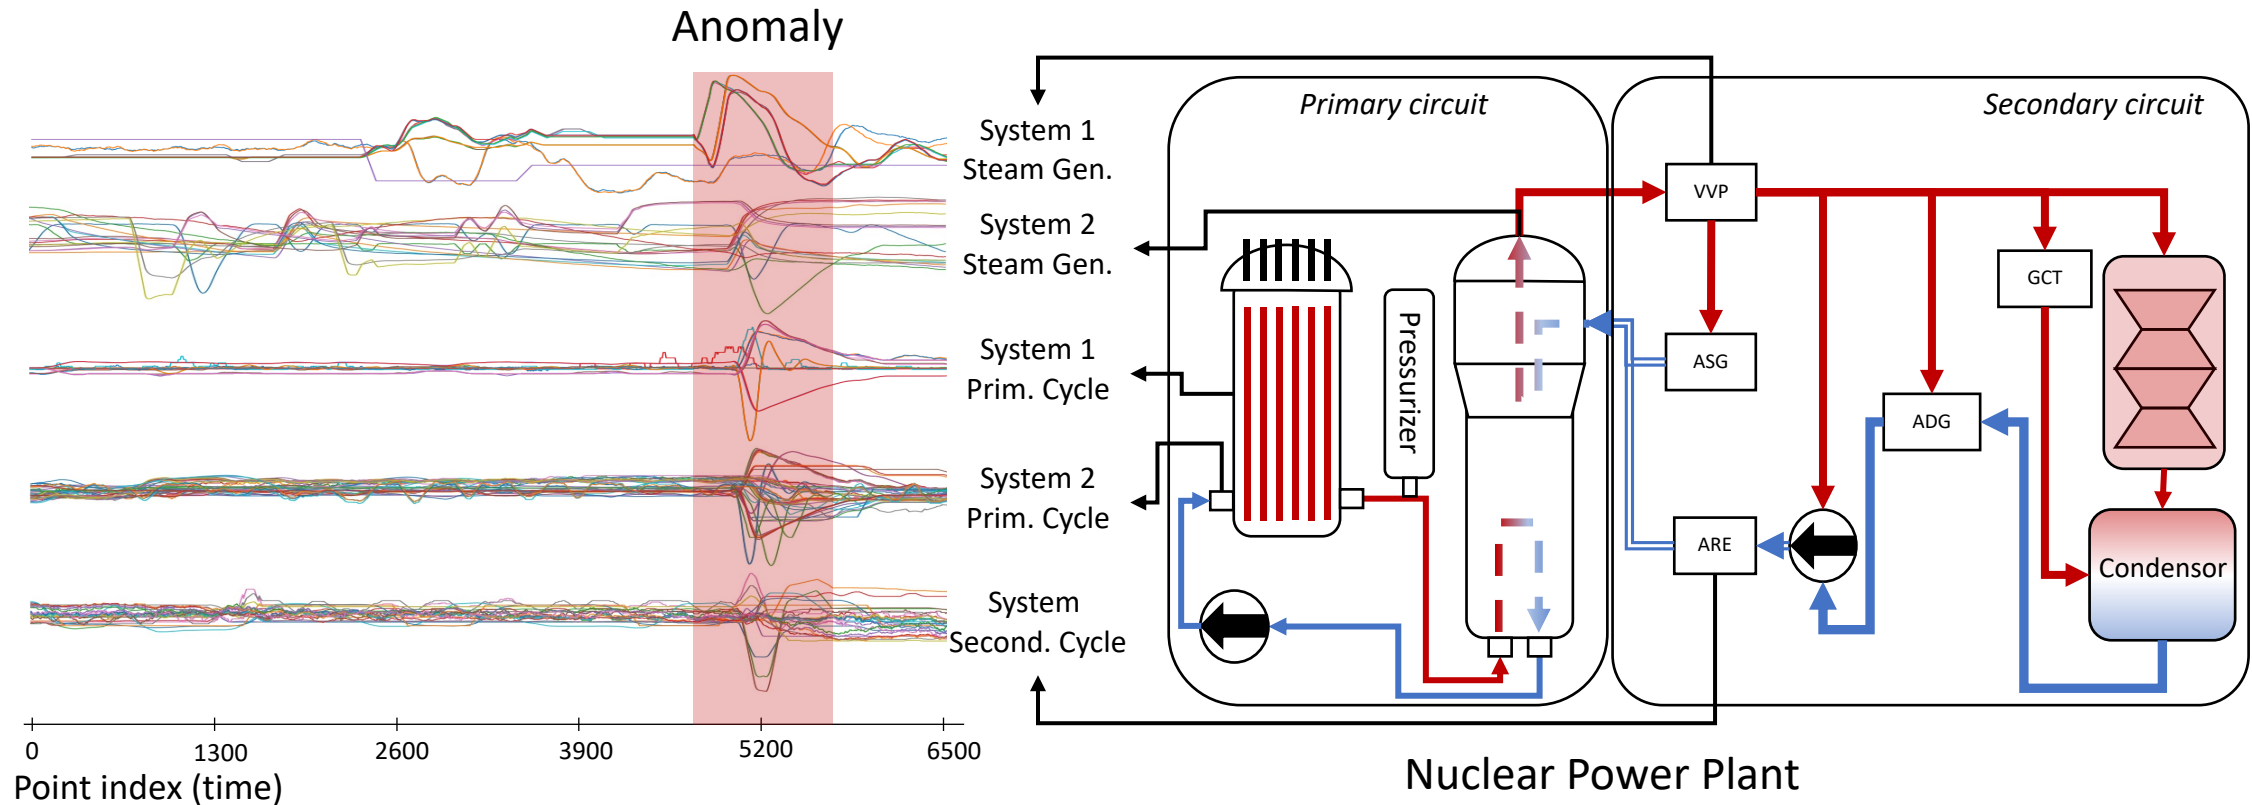 Anomaly
System 1
Steam Gen.
System 2
Steam Gen.
System 1
Prim. Cycle
System 2
Prim. Cycle
System
Second. Cycle
0
1300
2600
3900
5200
6500
Point index (time)
Primary circuit
Secondary circuit
VVP
GCT
Pressurizer
ASG
ADG
ARE
Condensor
Nuclear Power Plant